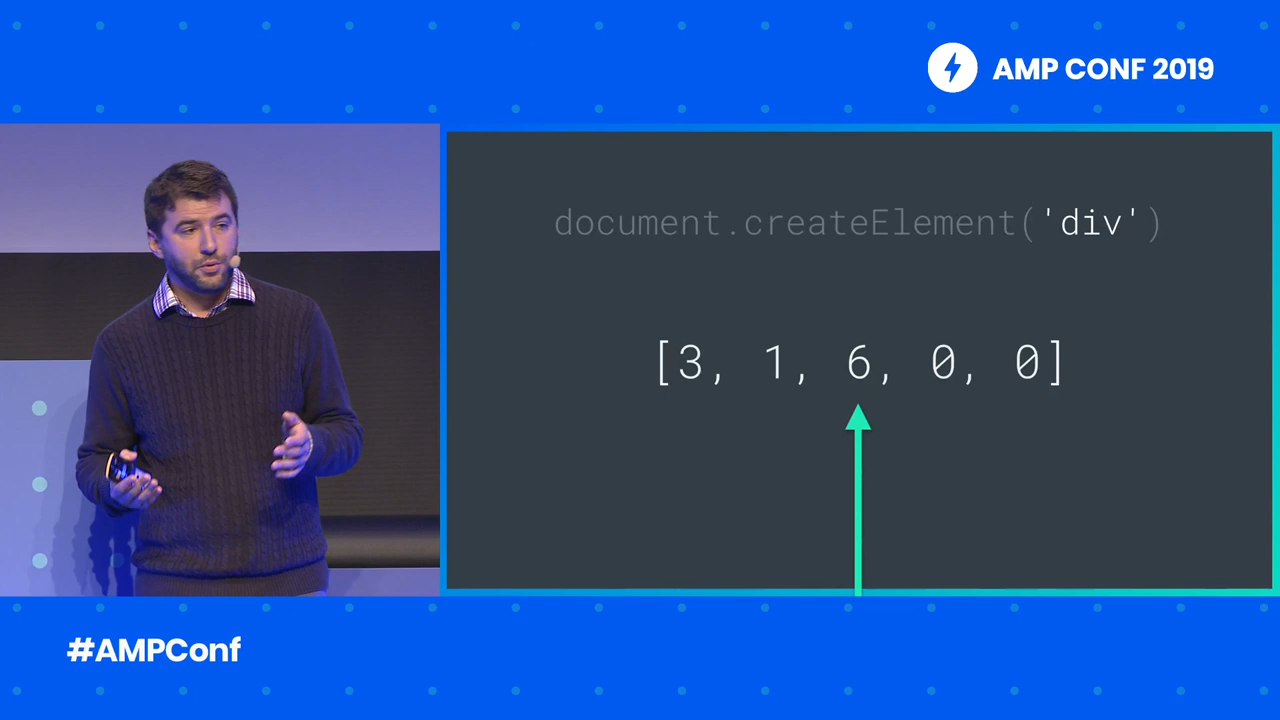 AMP CONF 2019
document.createElement('div')
[3, 1, 6, 0, 0]
#AMPConf